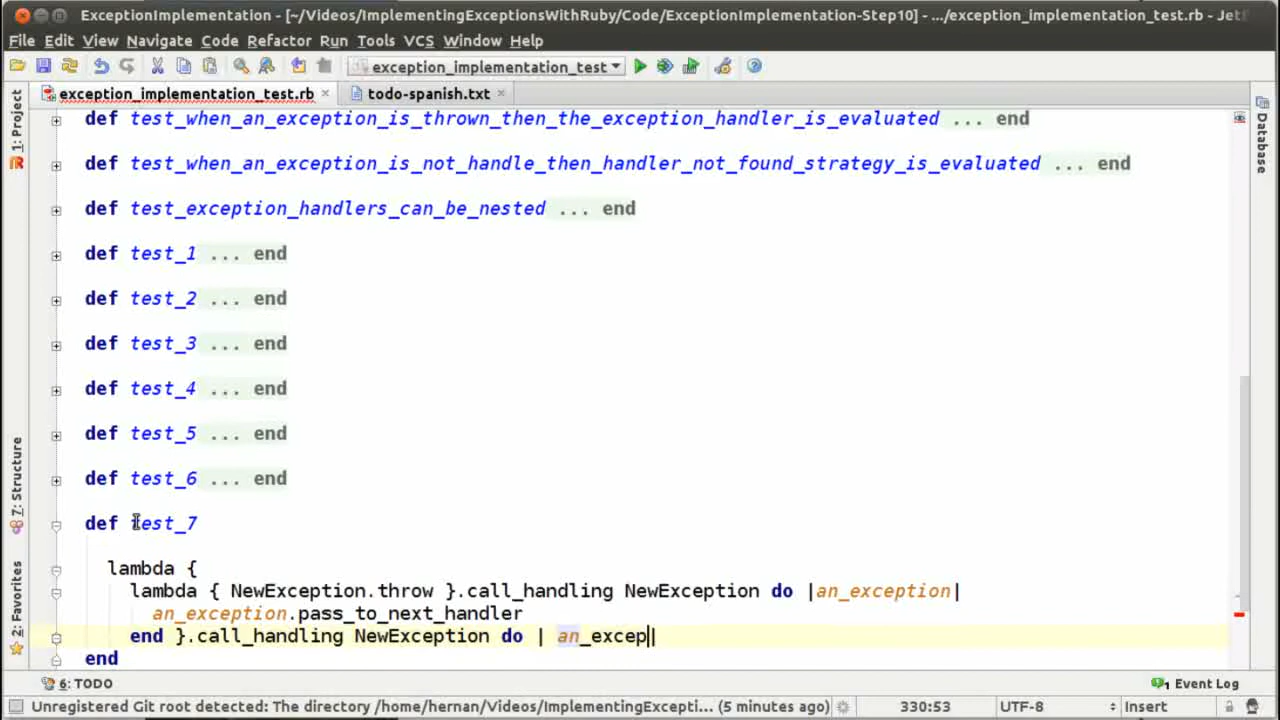 ExceptionImplementation - [~/Videos/ImplementingExceptionsWithRuby/Code/ExceptionImplementation-Step10] - .../exception_implementation_test.rb - Jetf
File Edit View Navigate Code Refactor Run Tools VCS Window Help
exception_implementation_test
exception_implementation_test.rb todo-spanish.txt
1: Project
7: Structure
2: Favorites
Database
def test_when_an_exception_is_thrown_then_the_exception_handler_is_evaluated ... end
def test_when_an_exception_is_not_handle_then_handler_not_found_strategy_is_evaluated ... end
def test_exception_handlers_can_be_nested ... end
def test_1 ... end
def test_2 ... end
def test_3 ... end
def test_4 ... end
def test_5 ... end
def test_6 ... end
def test_7
lambda {
lambda { NewException.throw }.call_handling NewException do |an_exception|
an_exception.pass_to_next_handler
end }.call_handling NewException do | an_excep|
end
6: TODO
1 Event Log
Unregistered Git root detected: The directory /home/hernan/Videos/ImplementingExcepti... (5 minutes ago) 330:53 UTF-8 Insert